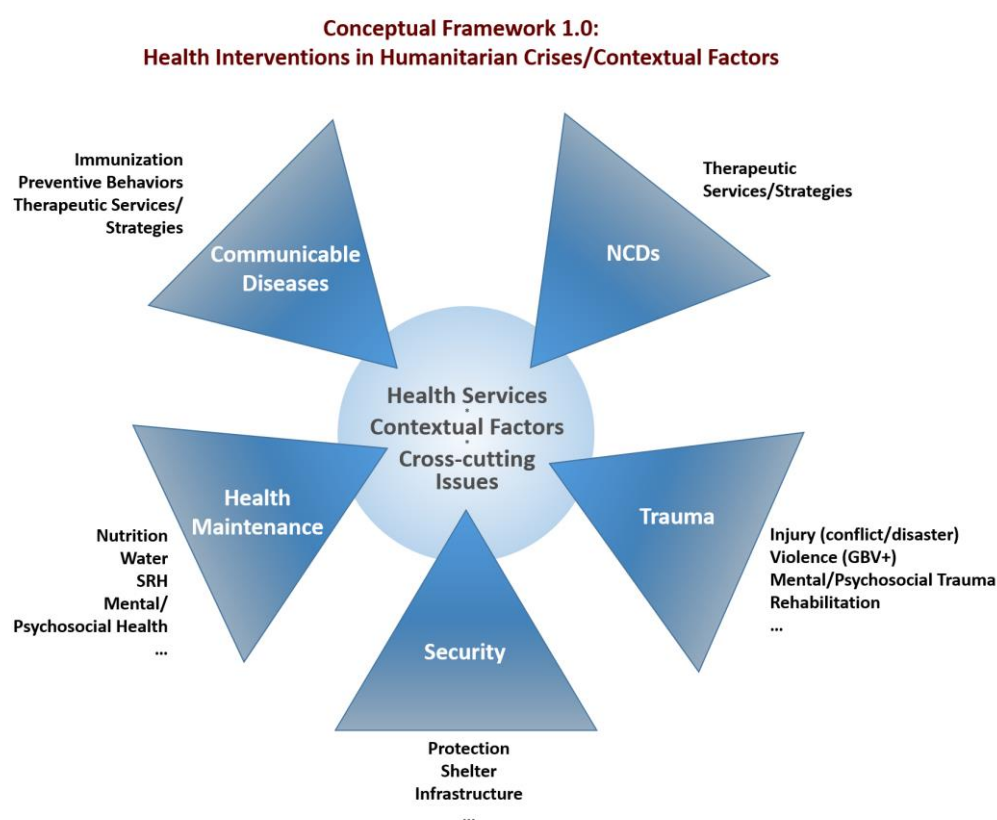 Conceptual Framework 1.0:
Health Interventions in Humanitarian Crises/Contextual Factors
Immunization
Preventive Behaviors
Therapeutic Services/
Strategies
Communicable
Diseases
Therapeutic
Services/Strategies
NCDs
Health Services
*
Contextual Factors
*
Cross-cutting
Issues
Health
Maintenance
Nutrition
Water
SRH
Mental/
Psychosocial Health
...
Trauma
Injury (conflict/disaster)
Violence (GBV+)
Mental/Psychosocial Trauma
Rehabilitation
...
Security
Protection
Shelter
Infrastructure
...